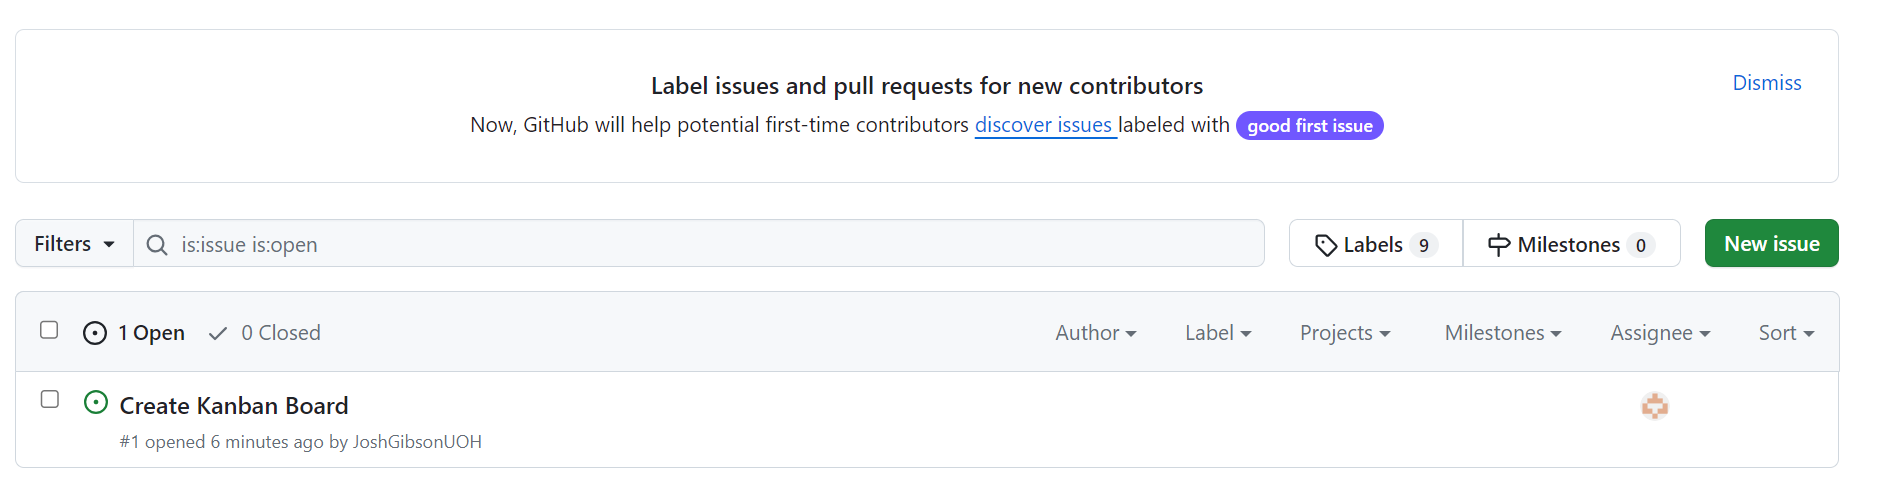 Label issues and pull requests for new contributors
Dismiss
Now, GitHub will help potential first-time contributors discover issues labeled with good first issue
Filters
is:issue is:open
Labels 9
Milestones 0
New issue
1 Open
0 Closed
Author
Label
Projects
Milestones
Assignee
Sort
Create Kanban Board
#1 opened 6 minutes ago by JoshGibsonUOH